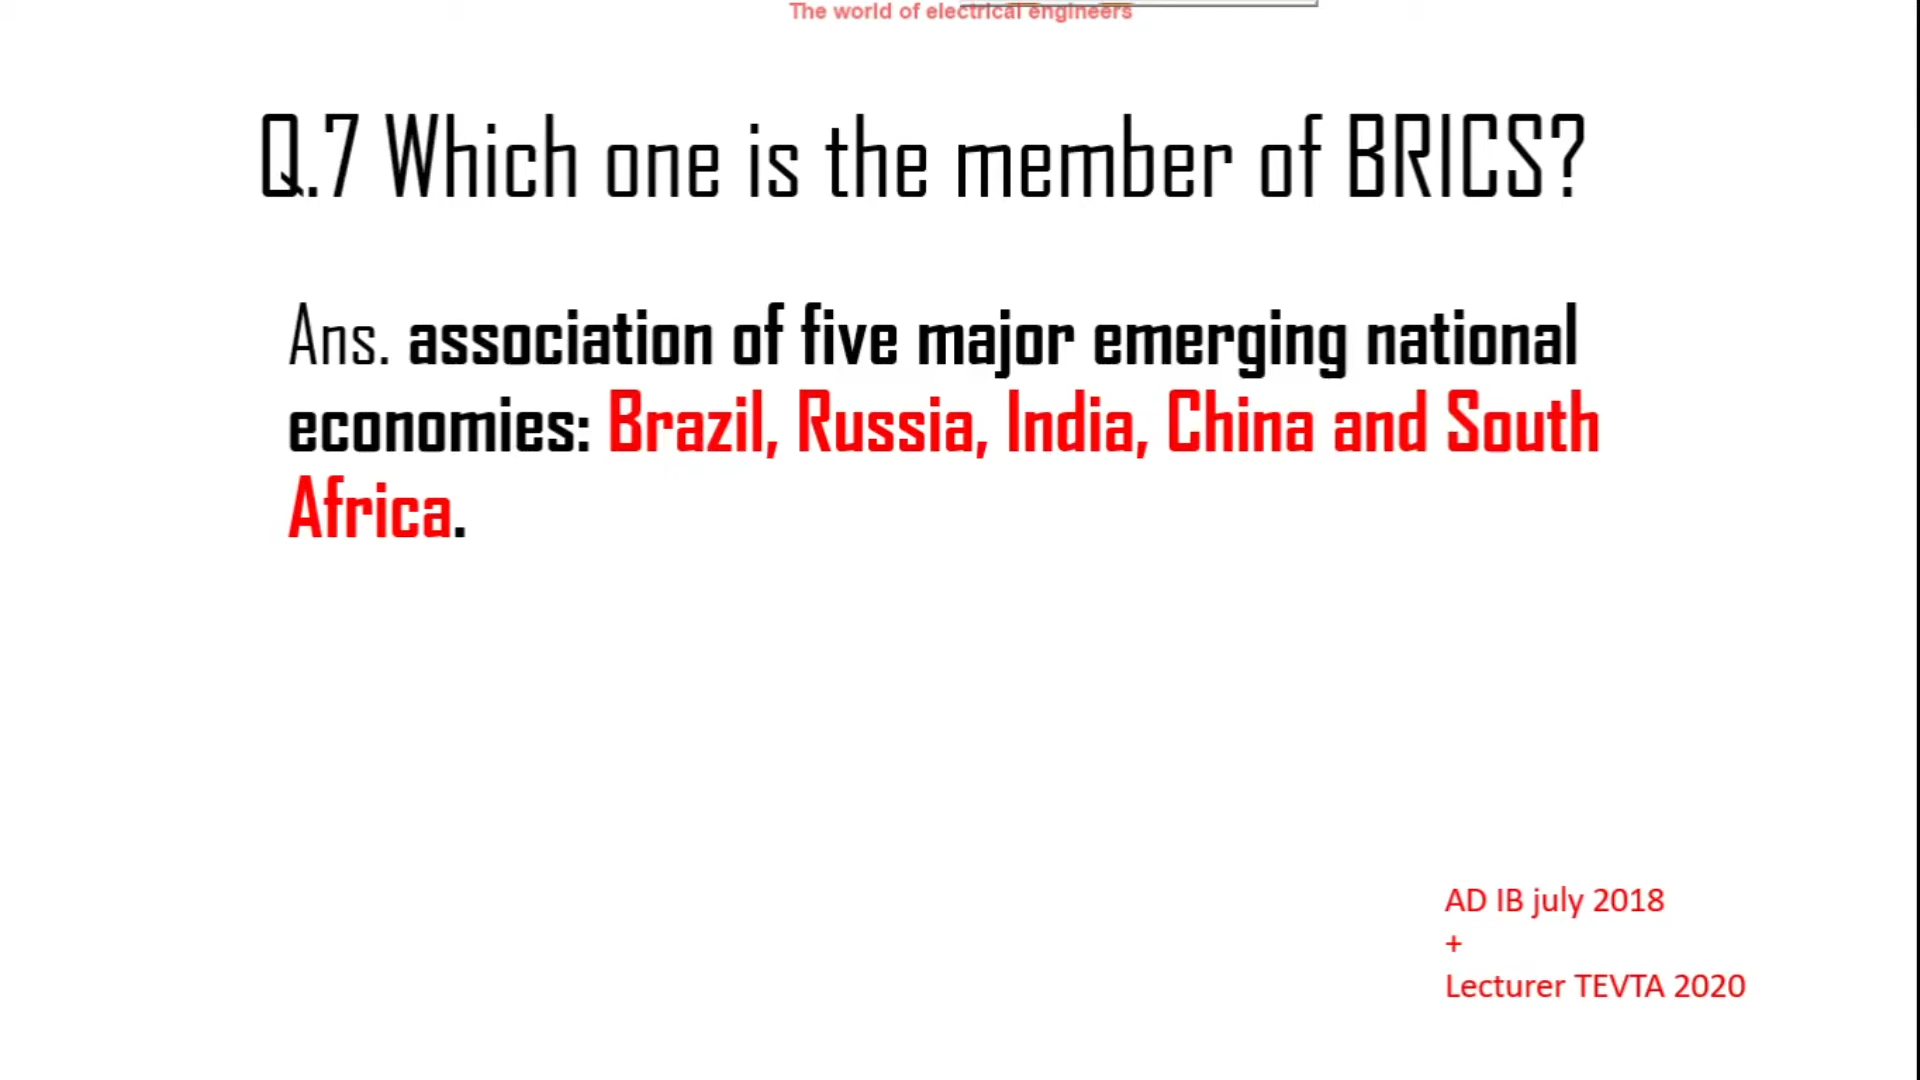 The world of electrical engineers
Q.7 Which one is the member of BRICS?
Ans. association of five major emerging national
economies: Brazil, Russia, India, China and South
Africa.
AD IB july 2018
+
Lecturer TEVTA 2020